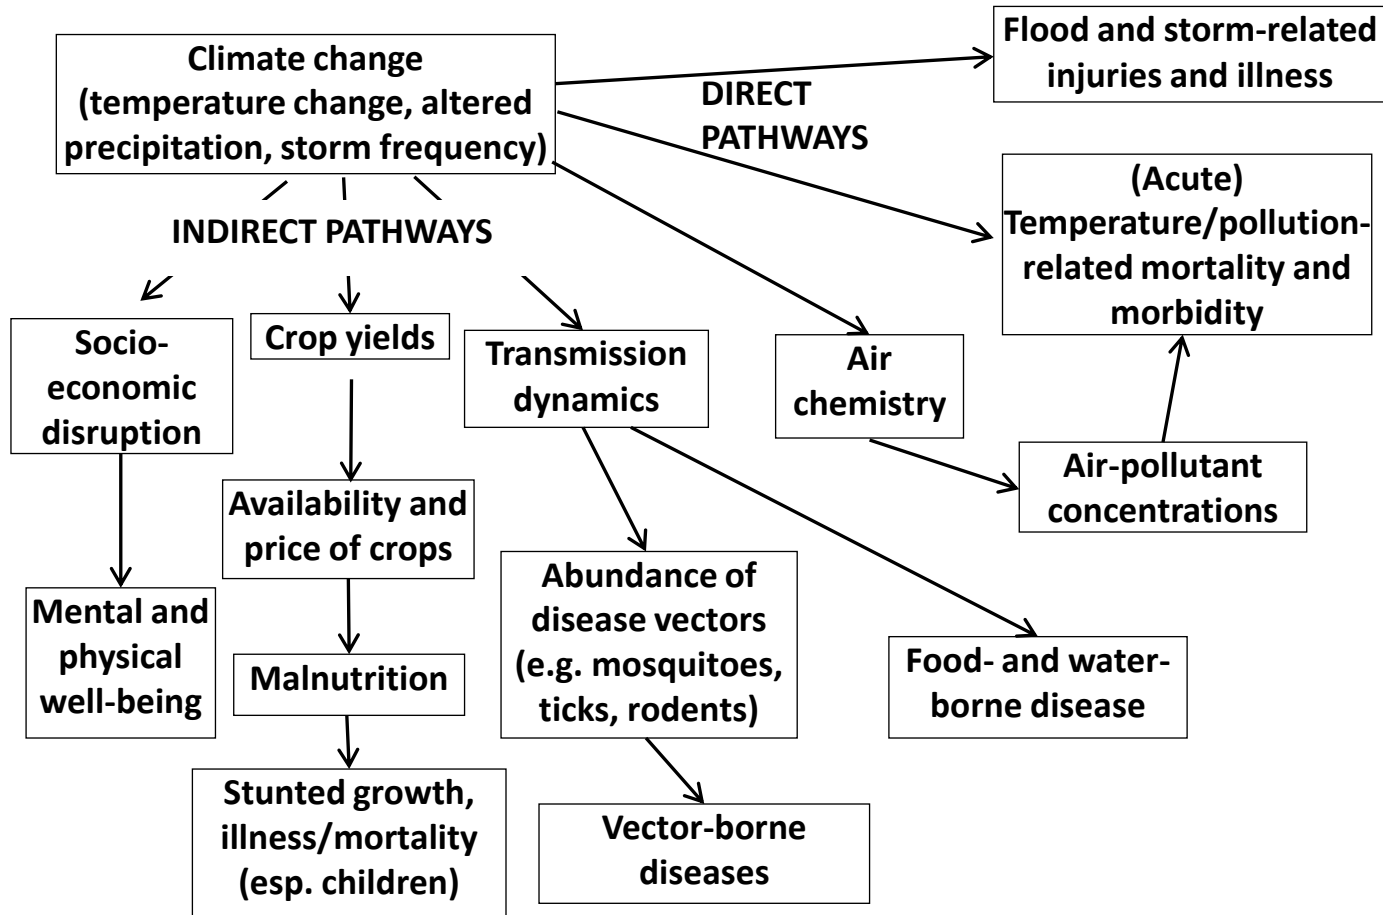 Climate change
(temperature change, altered
precipitation, storm frequency)
Flood and storm-related
injuries and illness
DIRECT
PATHWAYS
(Acute)
Temperature/pollution-
related mortality and
morbidity
INDIRECT PATHWAYS
Socio-
economic
disruption
Crop yields
Transmission
dynamics
Air
chemistry
Air-pollutant
concentrations
Availability and
price of crops
Mental and
physical
well-being
Malnutrition
Abundance of
disease vectors
(e.g. mosquitoes,
ticks, rodents)
Food- and water-
borne disease
Stunted growth,
illness/mortality
(esp. children)
Vector-borne
diseases